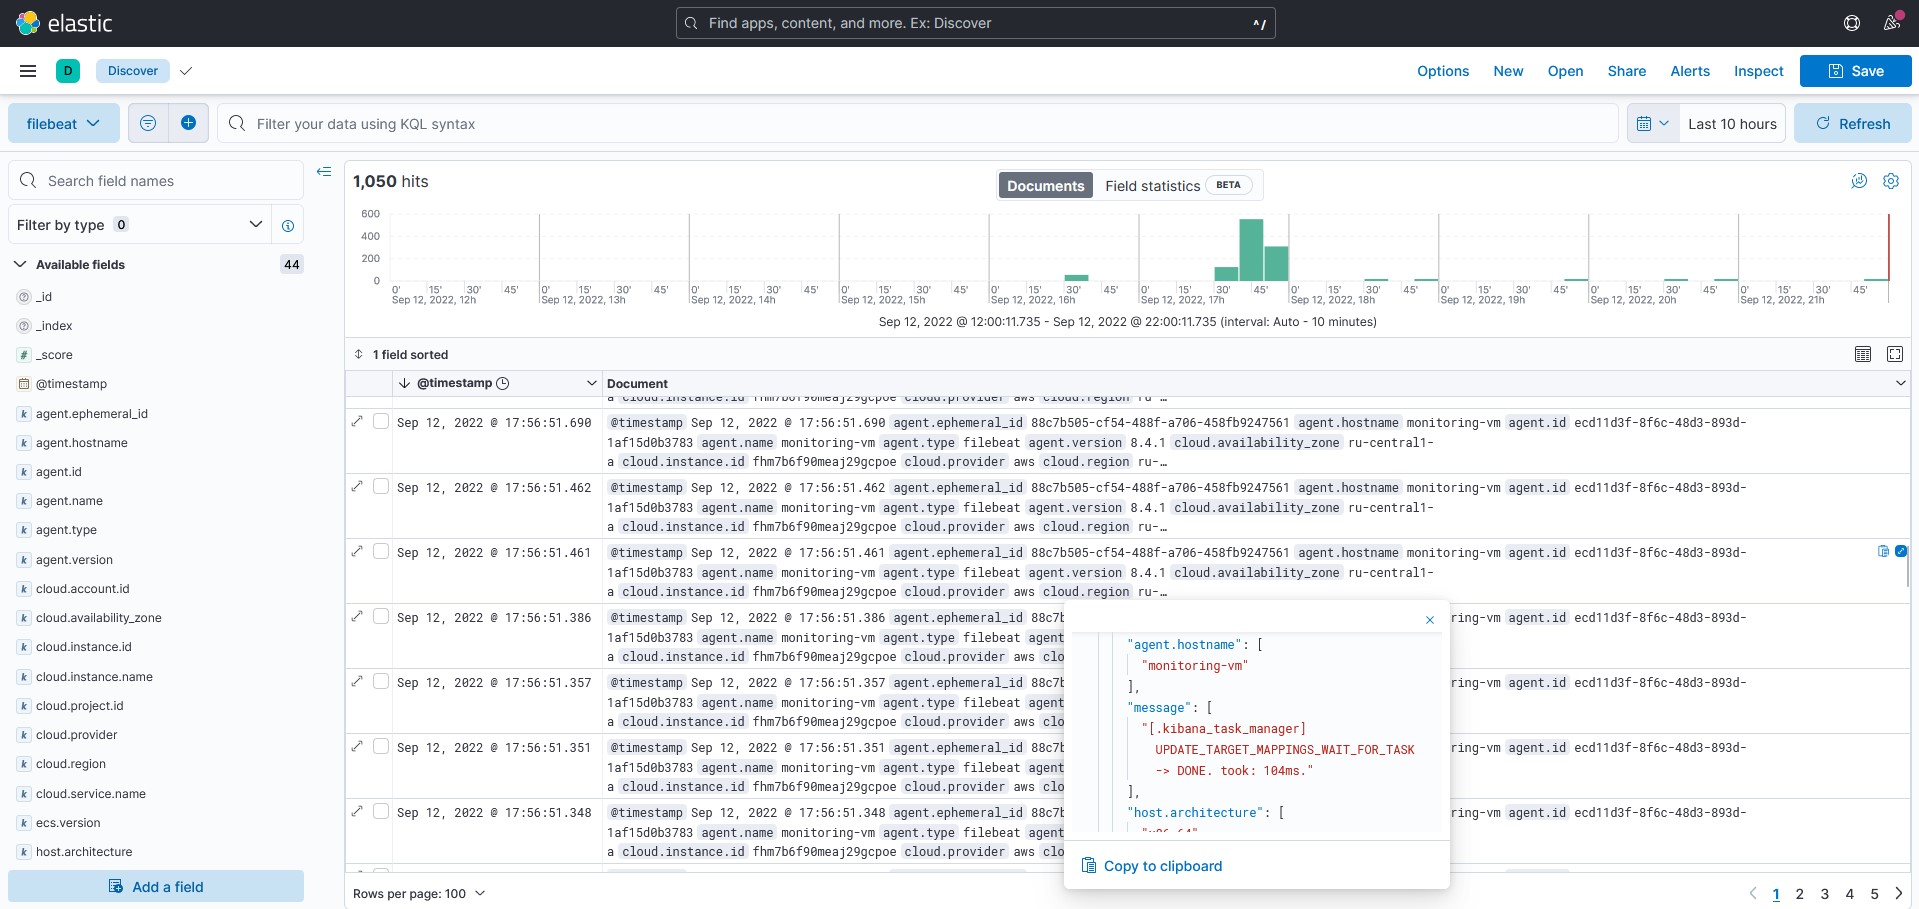 elastic
Find apps, content, and more. Ex: Discover ^/
D Discover Options New Open Share Alerts Inspect Save
filebeat Filter your data using KQL syntax Last 10 hours Refresh
Search field names
Filter by type 0
Available fields 44
_id
_index
_score
@timestamp
agent.ephemeral_id
agent.hostname
agent.id
agent.name
agent.type
agent.version
cloud.account.id
cloud.availability_zone
cloud.instance.id
cloud.instance.name
cloud.project.id
cloud.provider
cloud.region
cloud.service.name
ecs.version
host.architecture
Add a field
1,050 hits
Documents Field statistics BETA
600
400
200
0
0' 15' 30' 45' 0' 15' 30' 45' 0' 15' 30' 45' 0' 15' 30' 45' 0' 15' 30' 45' 0' 15' 30' 45' 0' 15' 30' 45' 0' 15' 30' 45' 0' 15' 30' 45' 0' 15' 30' 45'
Sep 12, 2022, 12h Sep 12, 2022, 13h Sep 12, 2022, 14h Sep 12, 2022, 15h Sep 12, 2022, 16h Sep 12, 2022, 17h Sep 12, 2022, 18h Sep 12, 2022, 19h Sep 12, 2022, 20h Sep 12, 2022, 21h
Sep 12, 2022 @ 12:00:11.735 - Sep 12, 2022 @ 22:00:11.735 (interval: Auto - 10 minutes)
1 field sorted
@timestamp Document
a cloud.instance.id fhm7b6f90meaj29gcpoe cloud.provider aws cloud.region ru-…
Sep 12, 2022 @ 17:56:51.690 @timestamp Sep 12, 2022 @ 17:56:51.690 agent.ephemeral_id 88c7b505-cf54-488f-a706-458fb9247561 agent.hostname monitoring-vm agent.id ecd11d3f-8f6c-48d3-893d-
1af15d0b3783 agent.name monitoring-vm agent.type filebeat agent.version 8.4.1 cloud.availability_zone ru-central1-
a cloud.instance.id fhm7b6f90meaj29gcpoe cloud.provider aws cloud.region ru-…
Sep 12, 2022 @ 17:56:51.462 @timestamp Sep 12, 2022 @ 17:56:51.462 agent.ephemeral_id 88c7b505-cf54-488f-a706-458fb9247561 agent.hostname monitoring-vm agent.id ecd11d3f-8f6c-48d3-893d-
1af15d0b3783 agent.name monitoring-vm agent.type filebeat agent.version 8.4.1 cloud.availability_zone ru-central1-
a cloud.instance.id fhm7b6f90meaj29gcpoe cloud.provider aws cloud.region ru-…
Sep 12, 2022 @ 17:56:51.461 @timestamp Sep 12, 2022 @ 17:56:51.461 agent.ephemeral_id 88c7b505-cf54-488f-a706-458fb9247561 agent.hostname monitoring-vm agent.id ecd11d3f-8f6c-48d3-893d-
1af15d0b3783 agent.name monitoring-vm agent.type filebeat agent.version 8.4.1 cloud.availability_zone ru-central1-
a cloud.instance.id fhm7b6f90meaj29gcpoe cloud.provider aws cloud.region ru-…
Sep 12, 2022 @ 17:56:51.386 @timestamp Sep 12, 2022 @ 17:56:51.386 agent.ephemeral_id 88c7b ring-vm agent.id ecd11d3f-8f6c-48d3-893d-
1af15d0b3783 agent.name monitoring-vm agent.type filebeat agent
a cloud.instance.id fhm7b6f90meaj29gcpoe cloud.provider aws clo
Sep 12, 2022 @ 17:56:51.357 @timestamp Sep 12, 2022 @ 17:56:51.357 agent.ephemeral_id 88c7b ring-vm agent.id ecd11d3f-8f6c-48d3-893d-
1af15d0b3783 agent.name monitoring-vm agent.type filebeat agent
a cloud.instance.id fhm7b6f90meaj29gcpoe cloud.provider aws clo
Sep 12, 2022 @ 17:56:51.351 @timestamp Sep 12, 2022 @ 17:56:51.351 agent.ephemeral_id 88c7b ring-vm agent.id ecd11d3f-8f6c-48d3-893d-
1af15d0b3783 agent.name monitoring-vm agent.type filebeat agent
a cloud.instance.id fhm7b6f90meaj29gcpoe cloud.provider aws clo
Sep 12, 2022 @ 17:56:51.348 @timestamp Sep 12, 2022 @ 17:56:51.348 agent.ephemeral_id 88c7b ring-vm agent.id ecd11d3f-8f6c-48d3-893d-
1af15d0b3783 agent.name monitoring-vm agent.type filebeat agent
a cloud.instance.id fhm7b6f90meaj29gcpoe cloud.provider aws clo
"agent.hostname": [
"monitoring-vm"
],
"message": [
"[.kibana_task_manager]
UPDATE_TARGET_MAPPINGS_WAIT_FOR_TASK
-> DONE. took: 104ms."
],
"host.architecture": [
Copy to clipboard
Rows per page: 100
1 2 3 4 5